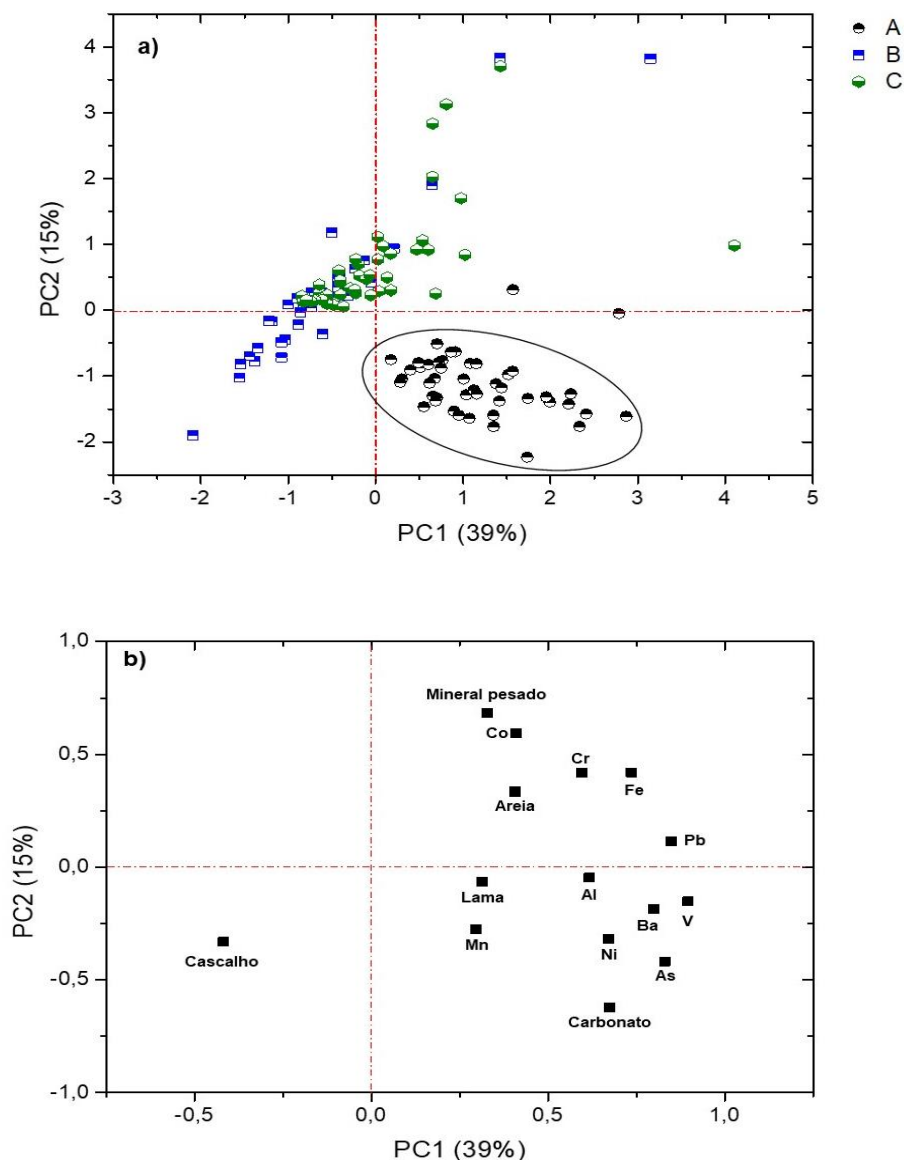 a)
A
B
C
4
3
2
1
0
-1
-2
PC2 (15%)
-3 -2 -1 0 1 2 3 4 5
PC1 (39%)
b)
1,0
0,5
0,0
-0,5
-1,0
PC2 (15%)
Mineral pesado
Co
Cr
Fe
Areia
Pb
Lama
Al
Mn
Ba
V
Ni
As
Cascalho
Carbonato
-0,5 0,0 0,5 1,0
PC1 (39%)